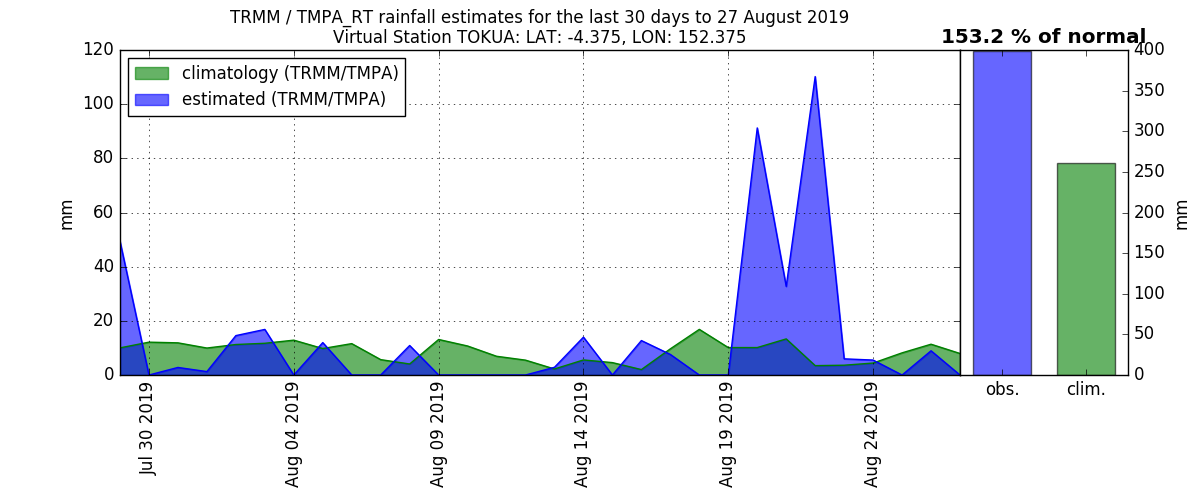 TRMM / TMPA_RT rainfall estimates for the last 30 days to 27 August 2019
Virtual Station TOKUA: LAT: -4.375, LON: 152.375
153.2 % of normal
climatology (TRMM/TMPA)
estimated (TRMM/TMPA)
120
100
80
60
40
20
0
mm
Jul 30 2019
Aug 04 2019
Aug 09 2019
Aug 14 2019
Aug 19 2019
Aug 24 2019
400
350
300
250
200
150
100
50
0
mm
obs.
clim.